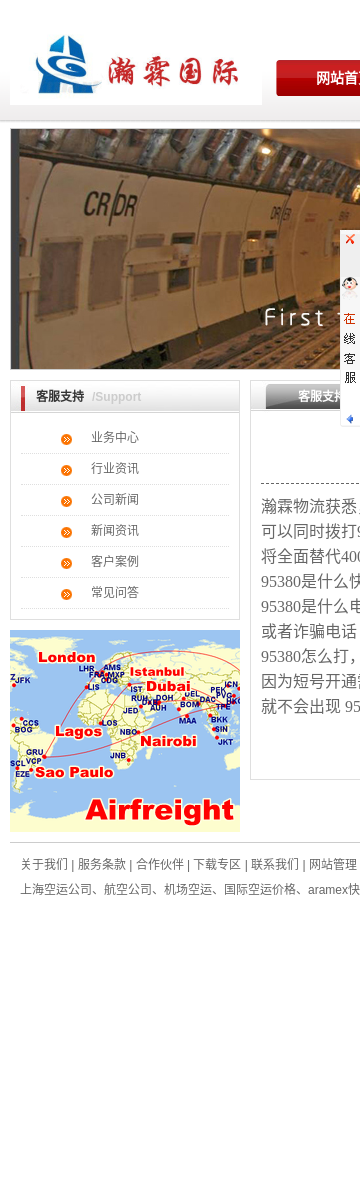 瀚霖国际
网站首
CRDR
First
在线客服
客服支持 /Support
业务中心
行业资讯
公司新闻
新闻资讯
客户案例
常见问答
客服支
瀚霖物流获悉
可以同时拨打
将全面替代400
95380是什么快
95380是什么电
或者诈骗电话
95380怎么打，
因为短号开通
就不会出现 95
London
LHR
AMS
FRA
MXP
CDG
LIS
Istanbul
IST
Dubai
RUH
DXB
DOH
AUH
JED
UEL
BOM
DAC
MAA
ICN
PEK
PVG
TPE
BKK
SIN
JKT
JFK
CCS
BOG
LOS
Lagos
NBO
Nairobi
JNB
GRU
VCP
SCL
EZE
Sao Paulo
Airfreight
关于我们 | 服务条款 | 合作伙伴 | 下载专区 | 联系我们 | 网站管理
上海空运公司、航空公司、机场空运、国际空运价格、aramex快